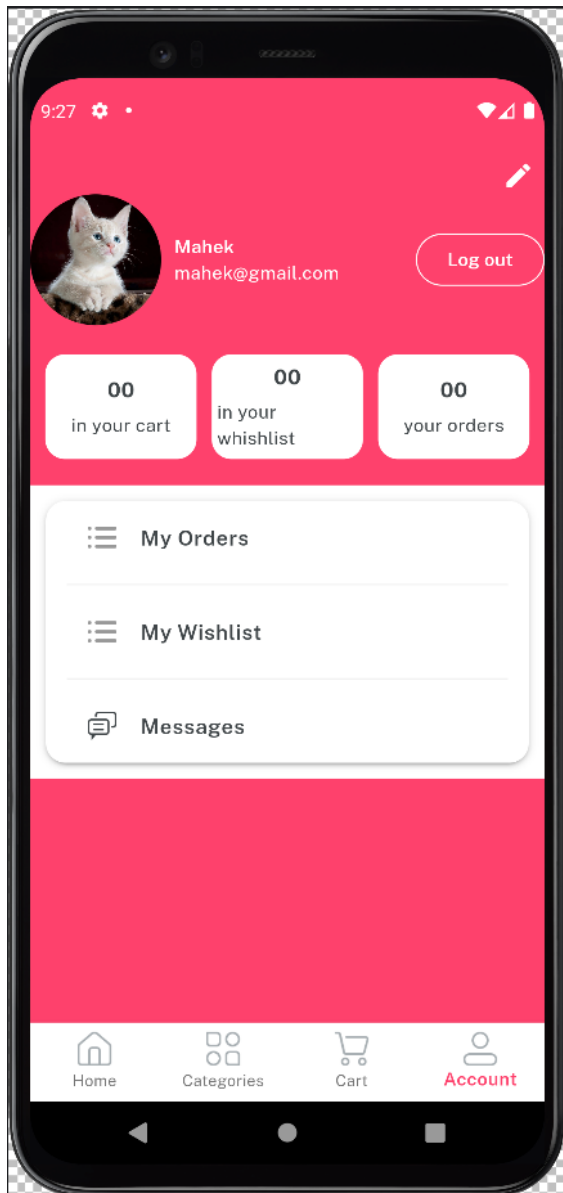 9:27
Mahek
mahek@gmail.com
Log out
00
in your cart
00
in your
whishlist
00
your orders
My Orders
My Wishlist
Messages
Home
Categories
Cart
Account